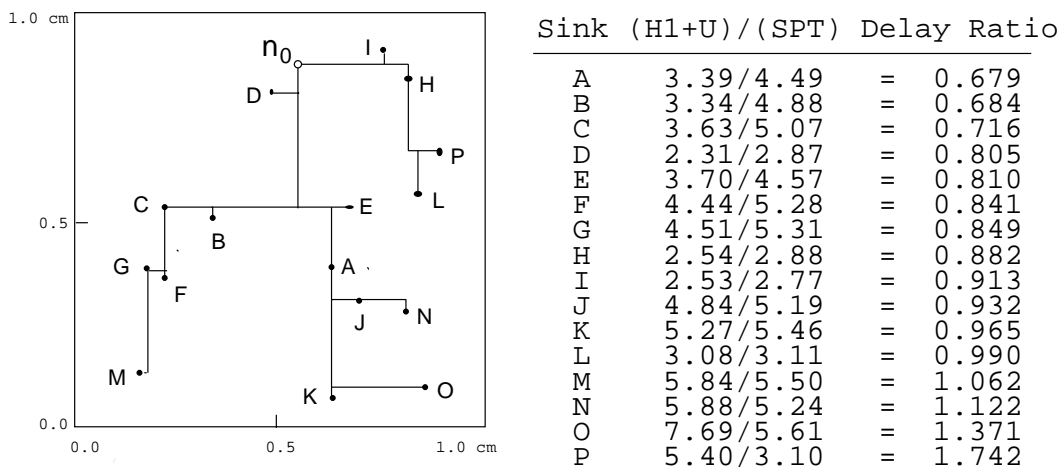 1.0 cm
n0
I
H
D
P
L
C
E
B
0.5
G
A
F
J
N
M
K
O
0.0
0.0 0.5 1.0 cm
Sink (H1+U)/(SPT) Delay Ratio
A 3.39/4.49 = 0.679
B 3.34/4.88 = 0.684
C 3.63/5.07 = 0.716
D 2.31/2.87 = 0.805
E 3.70/4.57 = 0.810
F 4.44/5.28 = 0.841
G 4.51/5.31 = 0.849
H 2.54/2.88 = 0.882
I 2.53/2.77 = 0.913
J 4.84/5.19 = 0.932
K 5.27/5.46 = 0.965
L 3.08/3.11 = 0.990
M 5.84/5.50 = 1.062
N 5.88/5.24 = 1.122
O 7.69/5.61 = 1.371
P 5.40/3.10 = 1.742